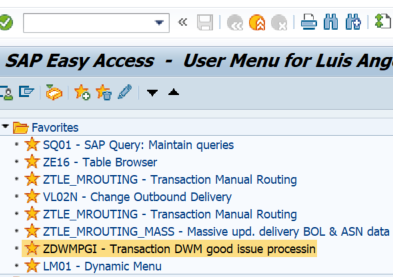 SAP Easy Access - User Menu for Luis Ang
Favorites
SQ01 - SAP Query: Maintain queries
ZE16 - Table Browser
ZTLE_MROUTING - Transaction Manual Routing
VL02N - Change Outbound Delivery
ZTLE_MROUTING - Transaction Manual Routing
ZTLE_MROUTING_MASS - Massive upd. delivery BOL & ASN data
ZDWMPGI - Transaction DWM good issue processin
LM01 - Dynamic Menu